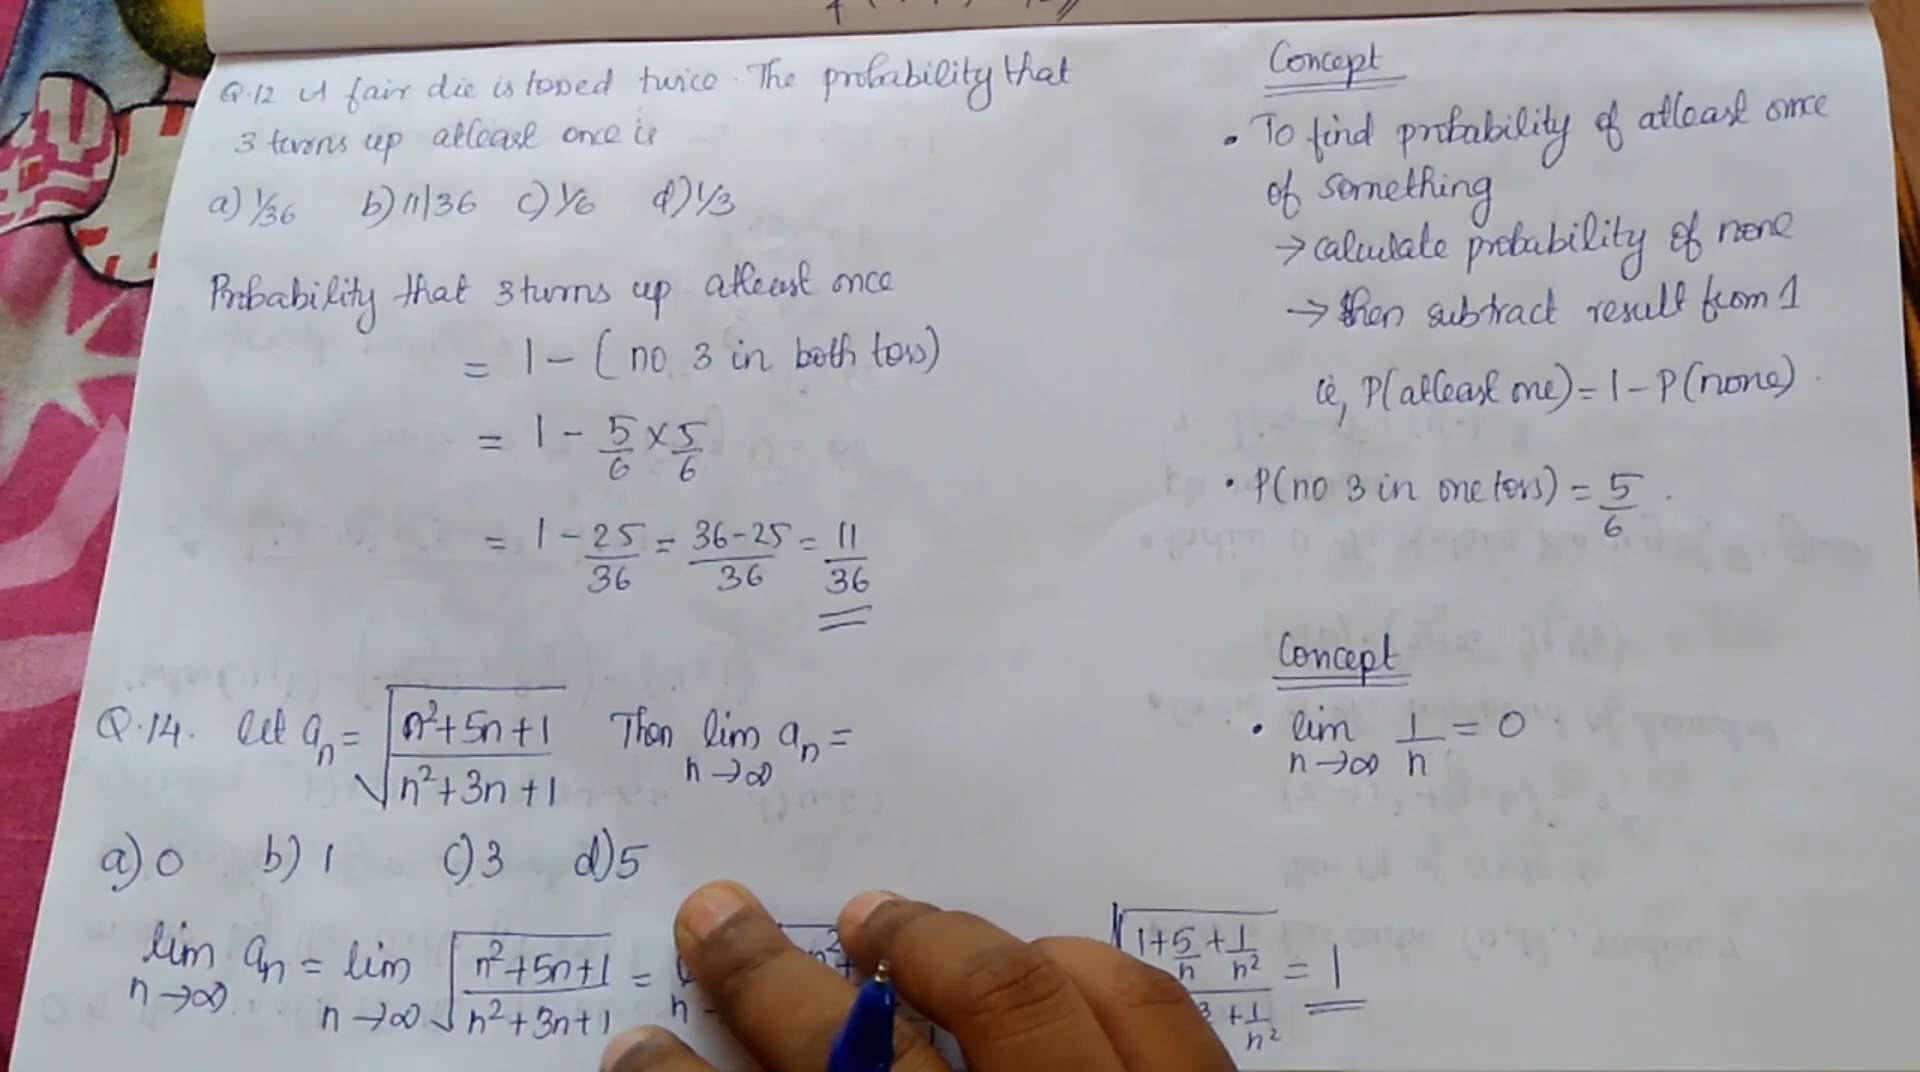 Q.12 A fair die is tossed twice. The probability that
3 turns up atleast once is
a) 1/36 b) 11/36 c) 1/6 d) 1/3
Probability that 3 turns up atleast once
= 1 - (no 3 in both toss)
= 1 - 5/6 × 5/6
= 1 - 25/36 = 36-25/36 = 11/36
Concept
• To find probability of atleast once
of something
→ calculate probability of none
→ then subtract result from 1
ie, P(atleast one) = 1 - P(none).
• P(no 3 in one toss) = 5/6.
Q.14. Let aₙ = √(n²+5n+1/n²+3n+1) Then lim n→∞ aₙ =
a) 0 b) 1 c) 3 d) 5
Concept
• lim n→∞ 1/n = 0
lim n→∞ aₙ = lim n→∞ √(n²+5n+1/n²+3n+1) =
1 + 5/n + 1/n² = 1
+ 1/n²